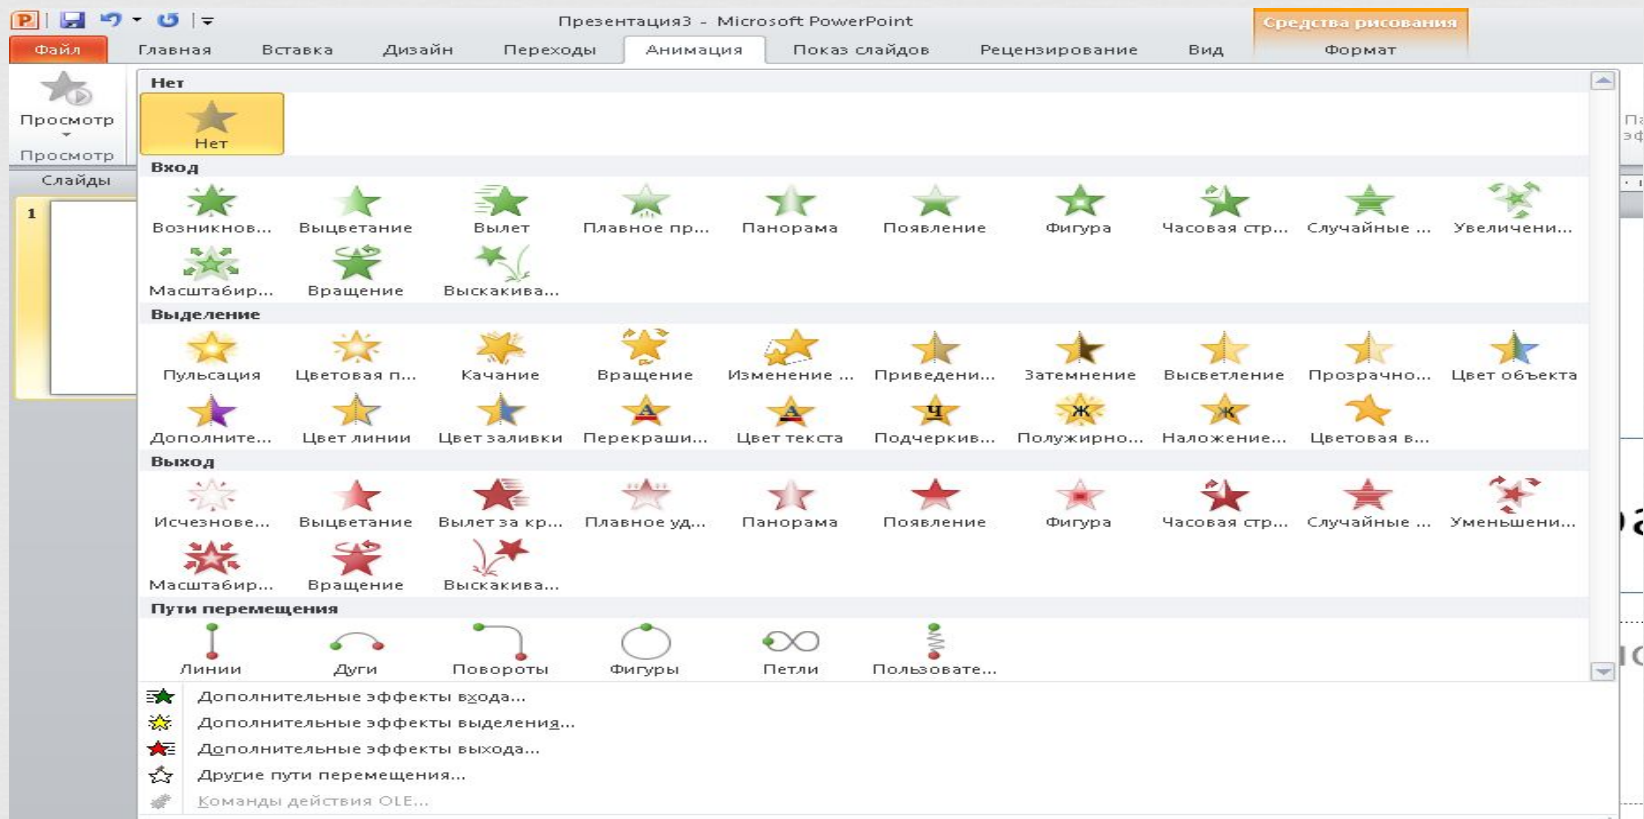 Презентация3 - Microsoft PowerPoint
Средства рисования
Файл Главная Вставка Дизайн Переходы Анимация Показ слайдов Рецензирование Вид Формат
Просмотр
Просмотр
Слайды
1
Нет
Нет
Вход
Возникнов... Выцветание Вылет Плавное пр... Панорама Появление Фигура Часовая стр... Случайные ... Увеличени...
Масштабир... Вращение Выскакива...
Выделение
Пульсация Цветовая п... Качание Вращение Изменение ... Приведени... Затемнение Высветление Прозрачно... Цвет объекта
Дополните... Цвет линии Цвет заливки Перекраши... Цвет текста Подчеркив... Полужирно... Наложение... Цветовая в...
Выход
Исчезнове... Выцветание Вылет за кр... Плавное уд... Панорама Появление Фигура Часовая стр... Случайные ... Уменьшени...
Масштабир... Вращение Выскакива...
Пути перемещения
Линии Дуги Повороты Фигуры Петли Пользовате...
Дополнительные эффекты входа...
Дополнительные эффекты выделения...
Дополнительные эффекты выхода...
Другие пути перемещения...
Команды действия OLE...